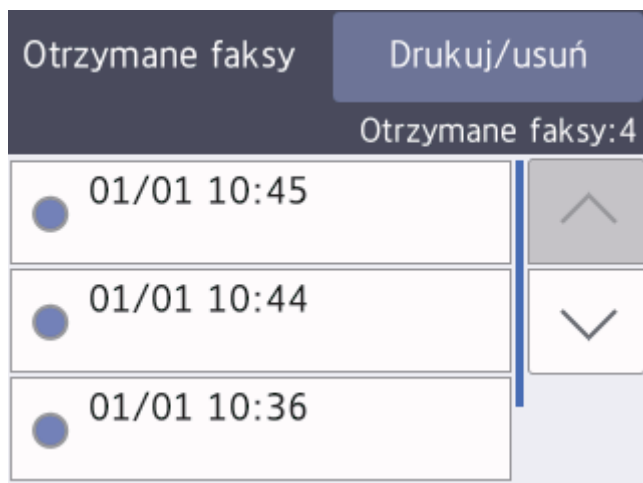 Otrzymane faksy
Drukuj/usuń
Otrzymane faksy:4
01/01 10:45
01/01 10:44
01/01 10:36